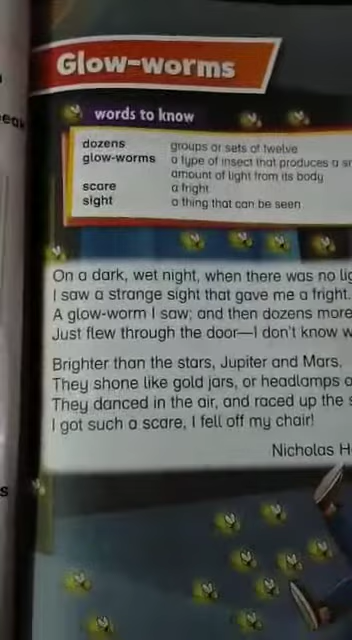 Glow-worms
words to know
dozens groups or sets of twelve
glow-worms a type of insect that produces a
amount of light from its body
scare a fright
sight a thing that can be seen
On a dark, wet night, when there was no
I saw a strange sight that gave me a fright.
A glow-worm I saw; and then dozens more
Just flew through the door—I don't know
Brighter than the stars, Jupiter and Mars,
They shone like gold jars, or headlamps
They danced in the air, and raced up the
I got such a scare, I fell off my chair!
Nicholas